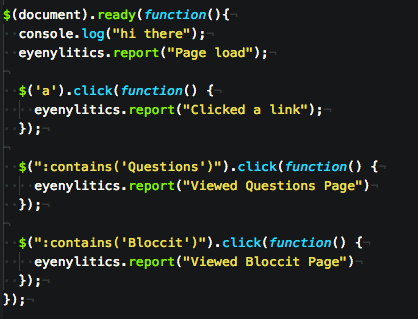 $(document).ready(function(){
  console.log("hi there");
  eyenylitics.report("Page load");

  $('a').click(function() {
    eyenylitics.report("Clicked a link");
  });

  $(":contains('Questions')").click(function() {
    eyenylitics.report("Viewed Questions Page")
  });

  $(":contains('Bloccit')").click(function() {
    eyenylitics.report("Viewed Bloccit Page")
  });
});